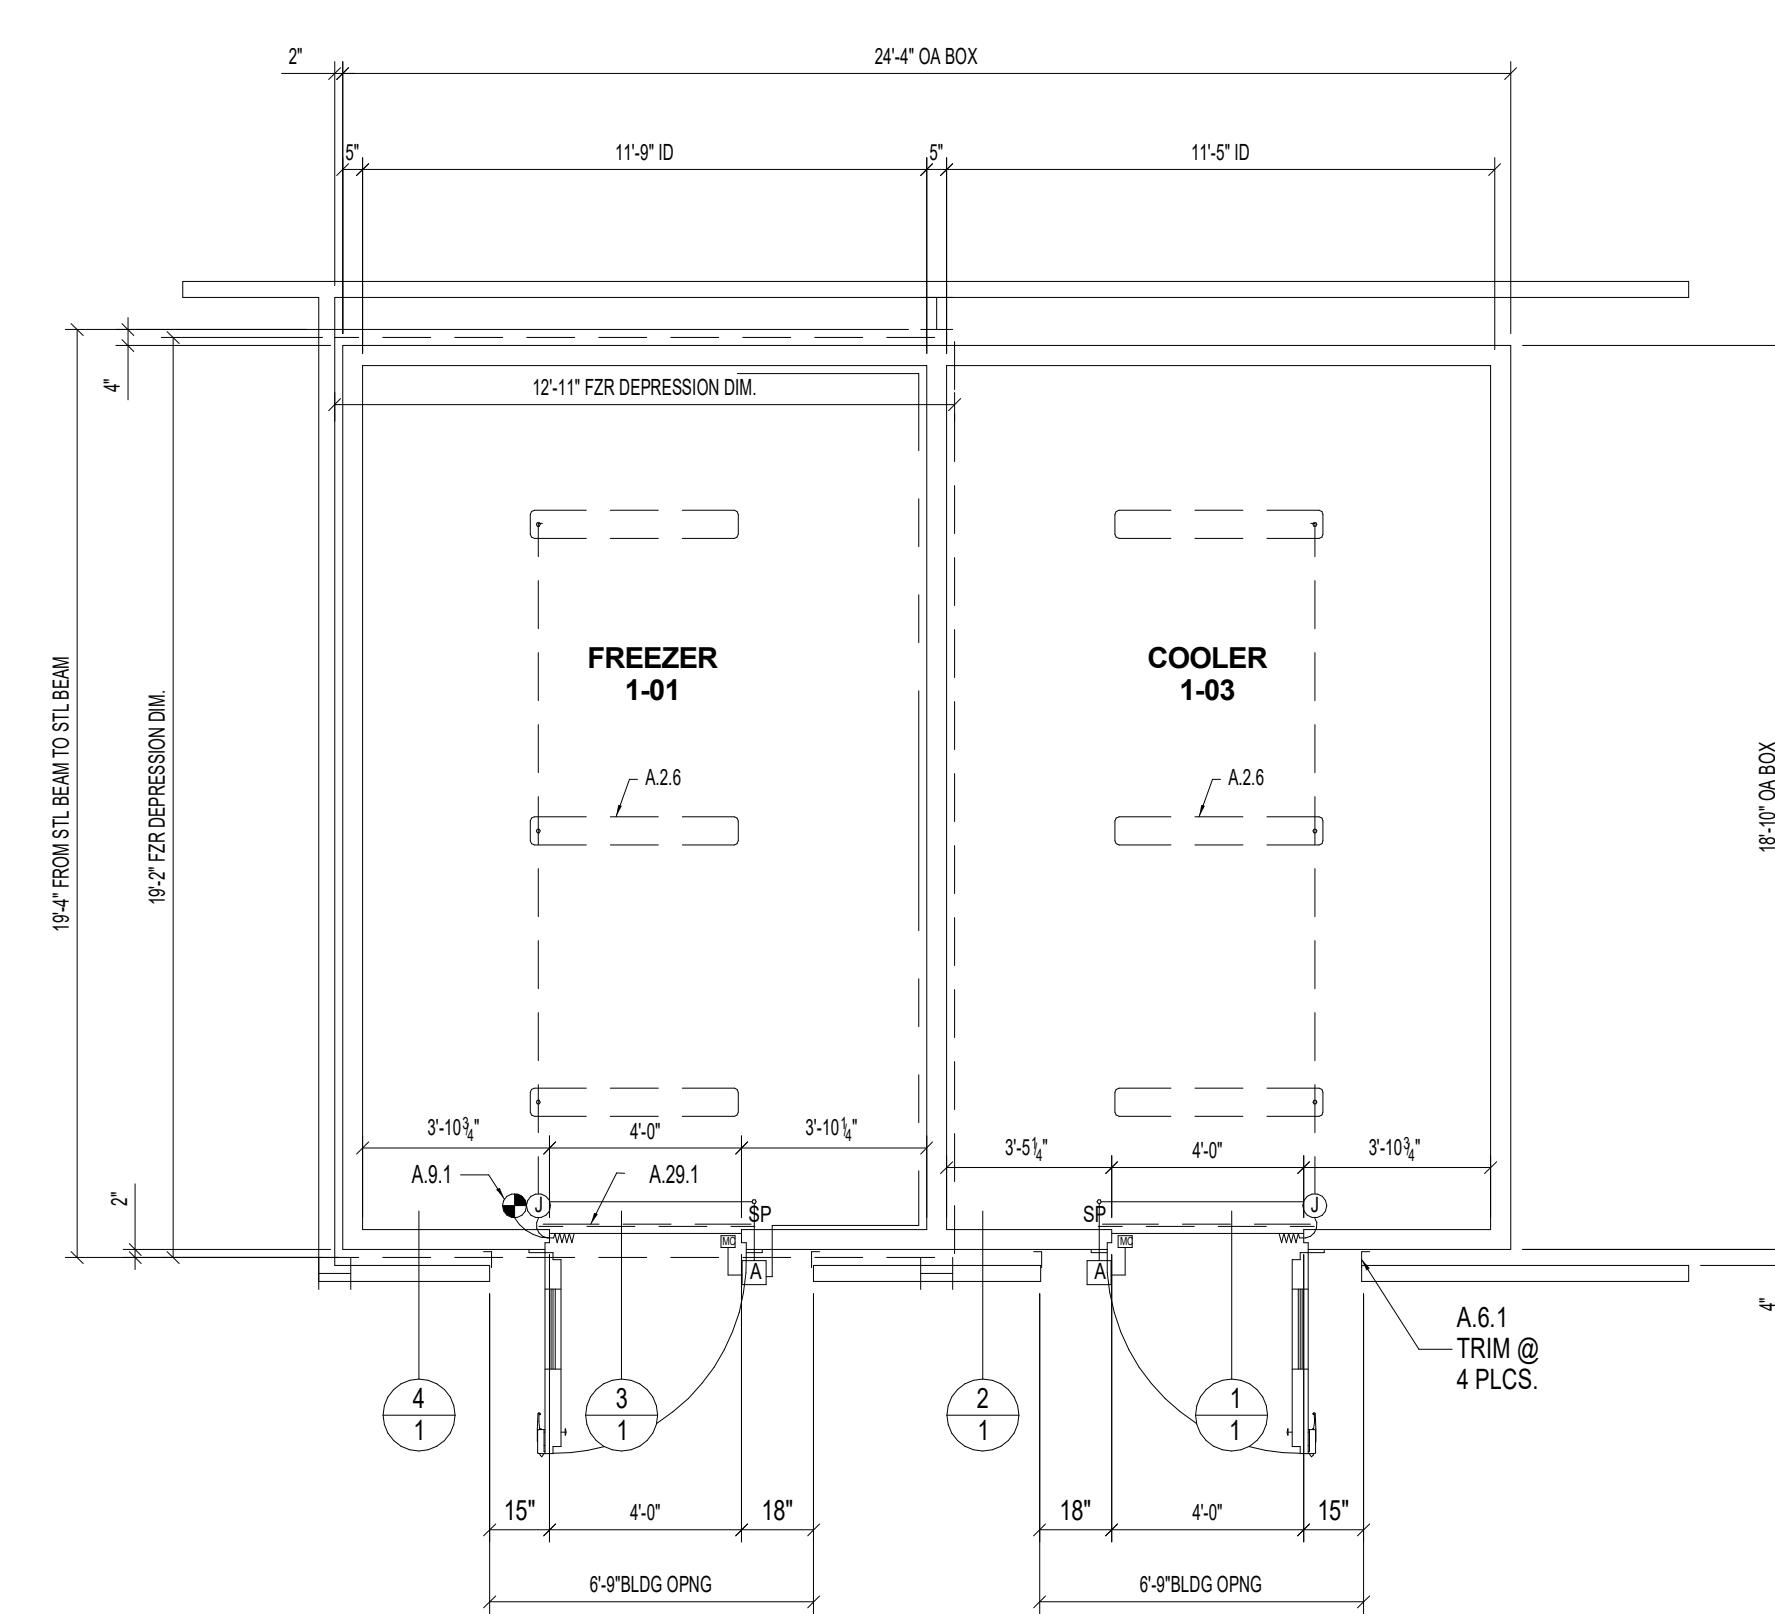 2"
24'-4" OA BOX
5"
11'-9" ID
5"
11'-5" ID
4"
12'-11" FZR DEPRESSION DIM.
FREEZER
1-01
COOLER
1-03
19'-4" FROM STL BEAM TO STL BEAM
19'-2" FZR DEPRESSION DIM.
18'-10" OA BOX
A.2.6
A.2.6
3'-10¾"
4'-0"
3'-10¼"
3'-5¼"
4'-0"
3'-10¾"
A.9.1
A.29.1
2"
J
SP
SP
J
MC
MC
A
A
4"
A.6.1
TRIM @
4 PLCS.
4
1
3
1
2
1
1
1
15"
4'-0"
18"
18"
4'-0"
15"
6'-9"BLDG OPNG
6'-9"BLDG OPNG